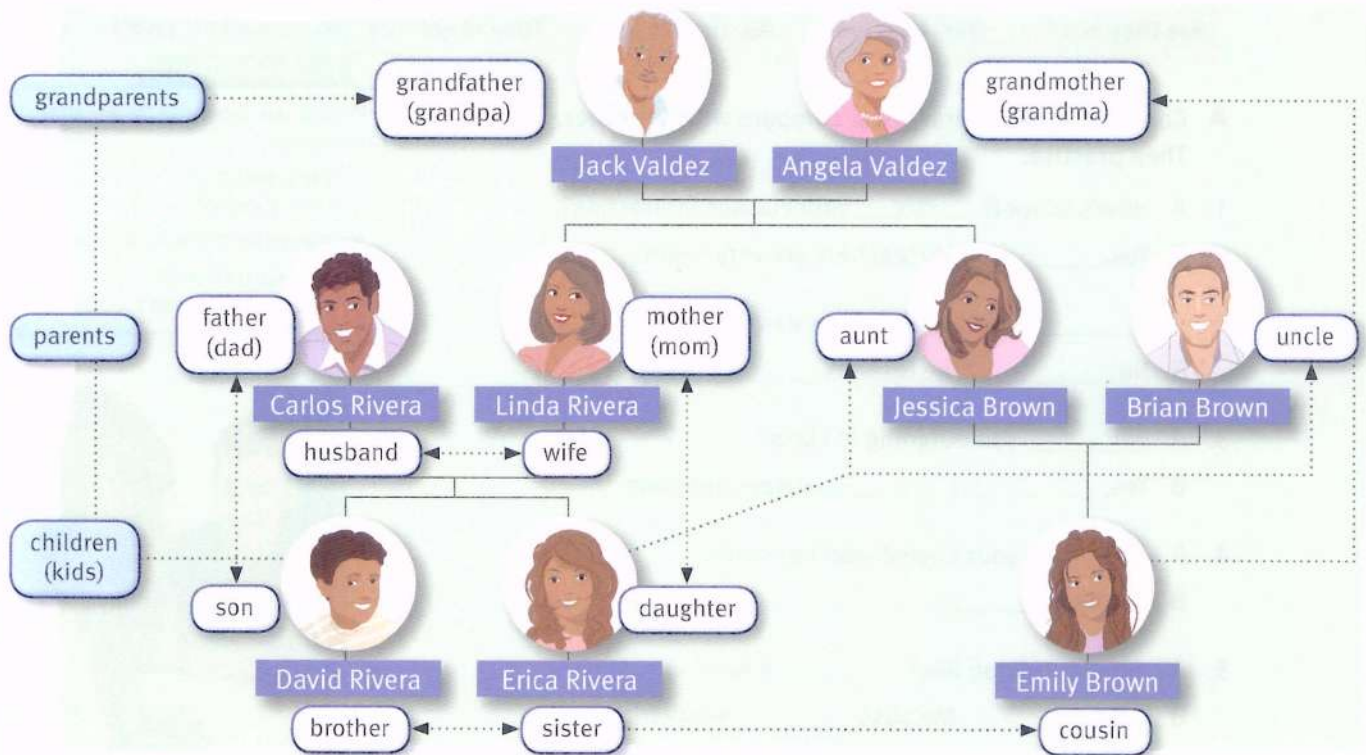 grandparents
grandfather
(grandpa)
grandmother
(grandma)
Jack Valdez
Angela Valdez
parents
father
(dad)
mother
(mom)
aunt
uncle
Carlos Rivera
Linda Rivera
Jessica Brown
Brian Brown
husband
wife
children
(kids)
son
daughter
David Rivera
Erica Rivera
Emily Brown
brother
sister
cousin